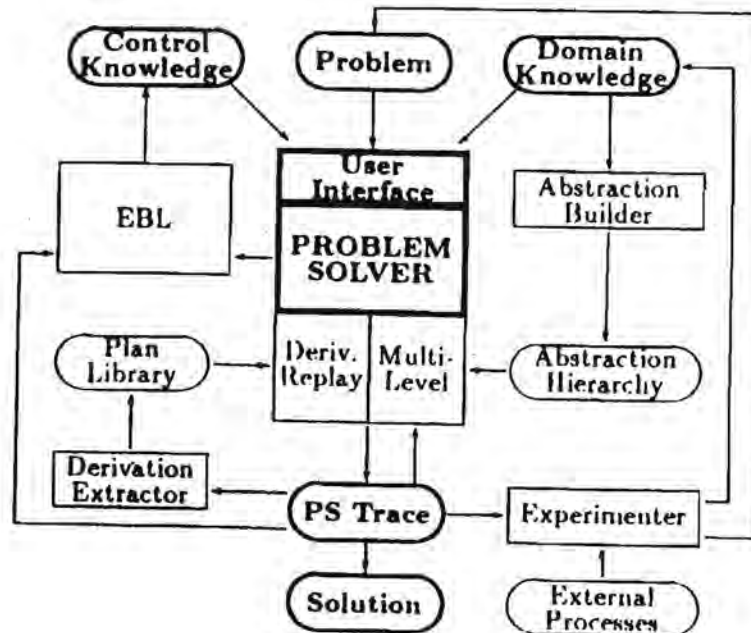 Control
Knowledge
Problem
Domain
Knowledge
User
Interface
EBL
Abstraction
Builder
PROBLEM
SOLVER
Plan
Library
Deriv.
Replay
Multi-
Level
Abstraction
Hierarchy
Derivation
Extractor
PS Trace
Experimenter
Solution
External
Processes